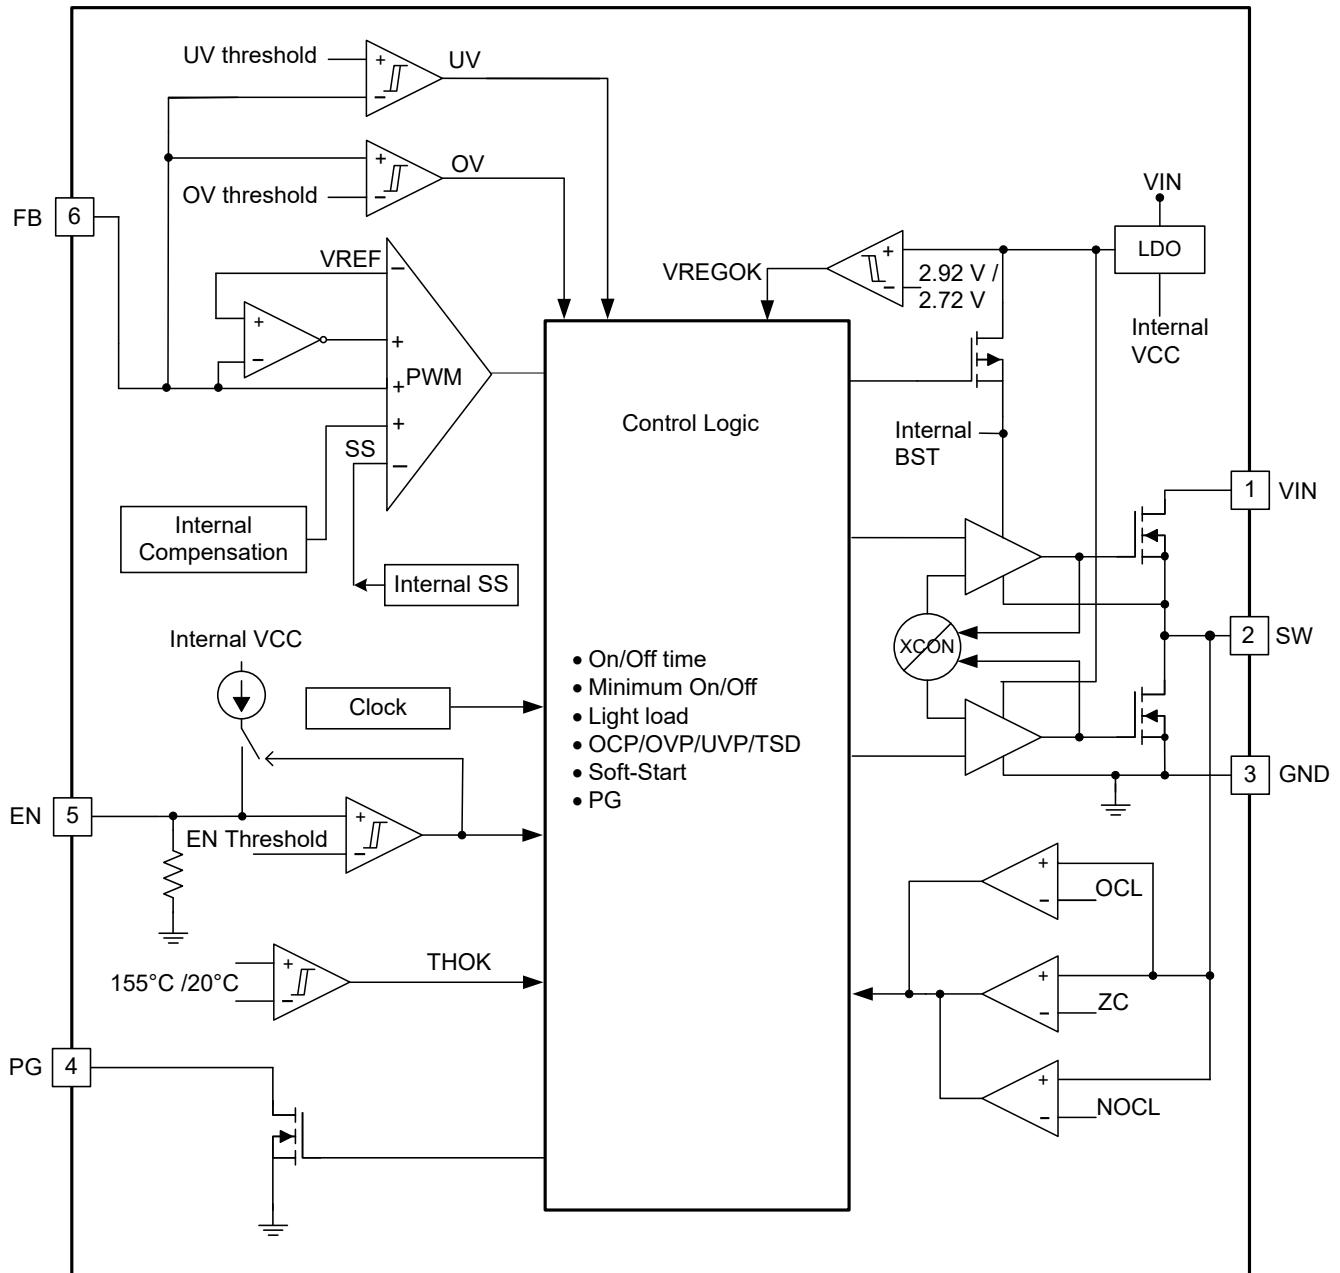 UV threshold
+
−
UV
+
−
OV
OV threshold
FB
6
VREF
−
+
−
+
+
PWM
+
SS
−
Internal
Compensation
Internal SS
VIN
LDO
VREGOK
+
−
2.92 V /
2.72 V
Internal
VCC
Control Logic
Internal
BST
1
VIN
XCON
2
SW
3
GND
Internal VCC
Clock
• On/Off time
• Minimum On/Off
• Light load
• OCP/OVP/UVP/TSD
• Soft-Start
• PG
EN
5
+
−
EN Threshold
+
−
155°C /20°C
THOK
PG
4
+
−
OCL
+
−
ZC
+
−
NOCL